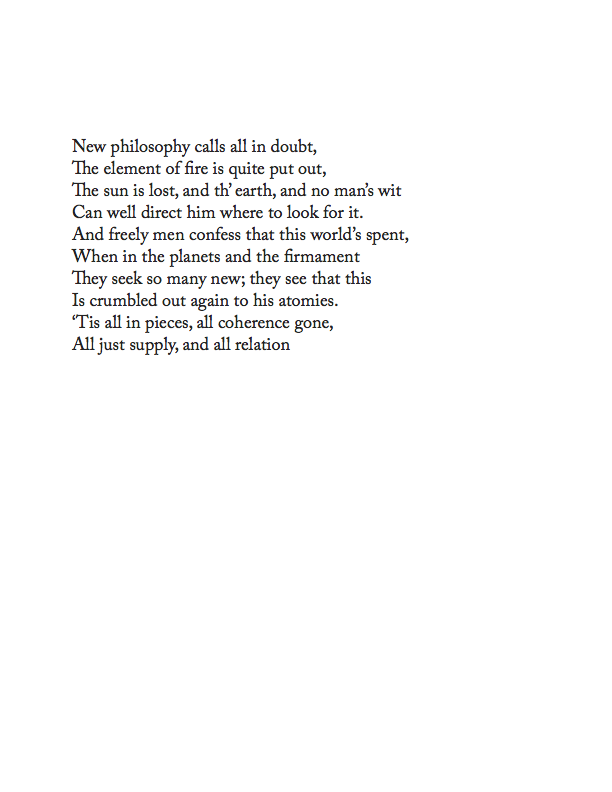 New philosophy calls all in doubt,
The element of fire is quite put out,
The sun is lost, and th’ earth, and no man’s wit
Can well direct him where to look for it.
And freely men confess that this world’s spent,
When in the planets and the firmament
They seek so many new; they see that this
Is crumbled out again to his atomies.
‘Tis all in pieces, all coherence gone,
All just supply, and all relation